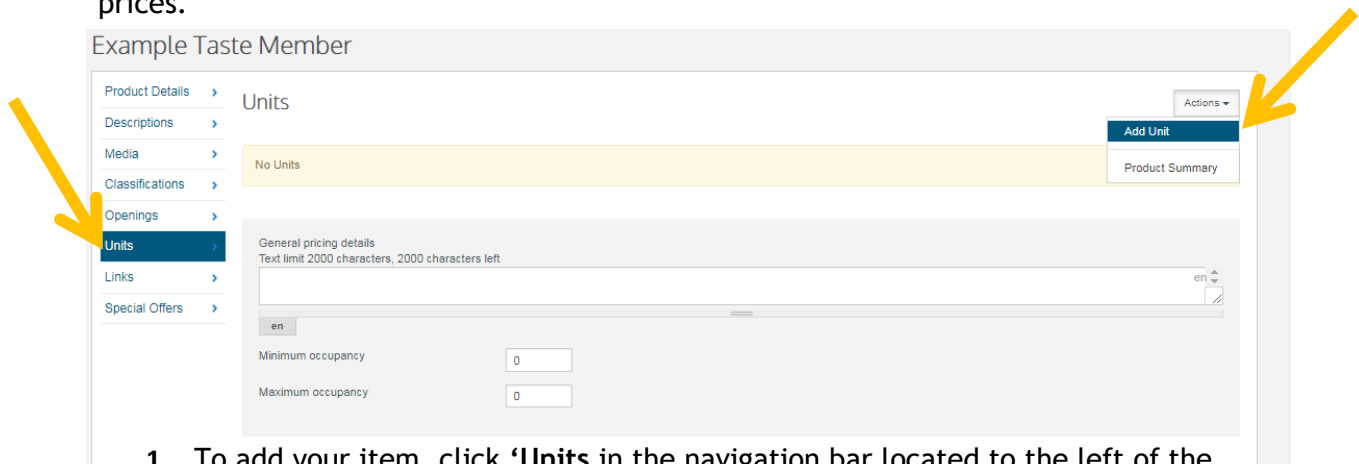 prices.
Example Taste Member
Product Details
Descriptions
Media
Classifications
Openings
Units
Links
Special Offers
Units
Actions
Add Unit
Product Summary
No Units
General pricing details
Text limit 2000 characters, 2000 characters left
en
en
Minimum occupancy 0
Maximum occupancy 0
1. To add your item, click ‘Units in the navigation bar located to the left of the